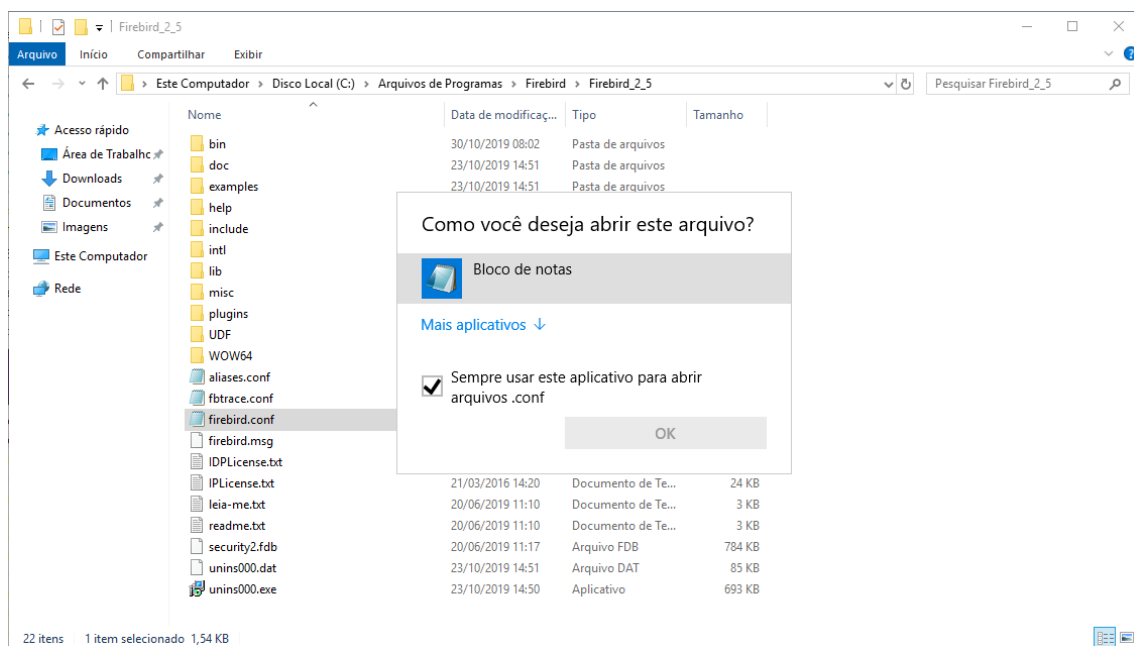 Firebird_2_5
Arquivo Início Compartilhar Exibir
Este Computador > Disco Local (C:) > Arquivos de Programas > Firebird > Firebird_2_5 Pesquisar Firebird_2_5
Nome Data de modificaç... Tipo Tamanho
Acesso rápido
Área de Trabalhc
Downloads
Documentos
Imagens
Este Computador
Rede
bin 30/10/2019 08:02 Pasta de arquivos
doc 23/10/2019 14:51 Pasta de arquivos
examples 23/10/2019 14:51 Pasta de arquivos
help
include
intl
lib
misc
plugins
UDF
WOW64
aliases.conf
fbtrace.conf
firebird.conf
firebird.msg
IDPLicense.txt
IPLicense.txt 21/03/2016 14:20 Documento de Te... 24 KB
leia-me.txt 20/06/2019 11:10 Documento de Te... 3 KB
readme.txt 20/06/2019 11:10 Documento de Te... 3 KB
security2.fdb 20/06/2019 11:17 Arquivo FDB 784 KB
unins000.dat 23/10/2019 14:51 Arquivo DAT 85 KB
unins000.exe 23/10/2019 14:50 Aplicativo 693 KB
Como você deseja abrir este arquivo?
Bloco de notas
Mais aplicativos
Sempre usar este aplicativo para abrir
arquivos .conf
OK
22 itens 1 item selecionado 1,54 KB